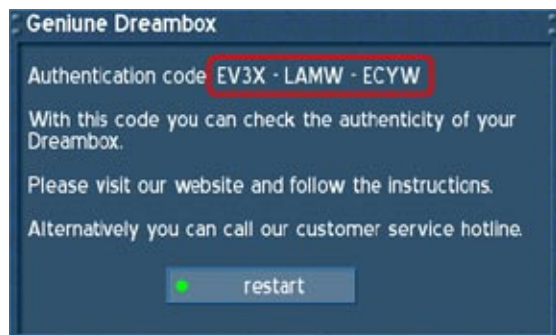 Geniune Dreambox
Authentication code EV3X - LAMW - ECYW
With this code you can check the authenticity of your
Dreambox.
Please visit our website and follow the instructions.
Alternatively you can call our customer service hotline.
restart